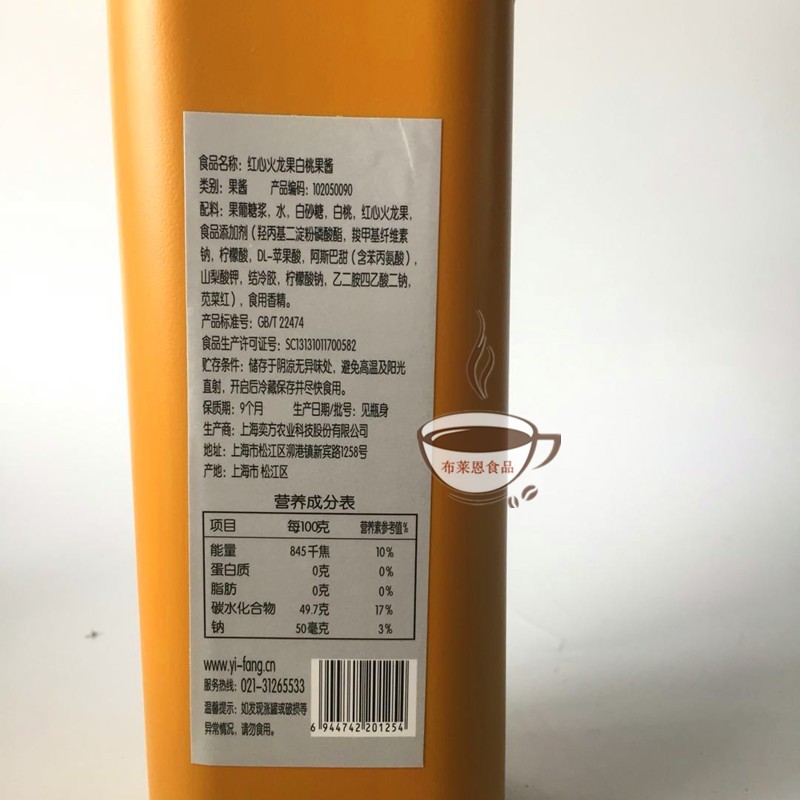 食品名称：红心火龙果白桃果酱
类别：果酱 产品编码：102050090
配料：果葡糖浆，水，白砂糖，白桃，红心火龙果，
食品添加剂（羟丙基二淀粉磷酸酯，羧甲基纤维素
钠，柠檬酸，DL-苹果酸，阿斯巴甜（含苯丙氨酸），
山梨酸钾，结冷胶，柠檬酸钠，乙二胺四乙酸二钠，
苋菜红），食用香精。
产品标准号：GB/T 22474
食品生产许可证号：SC13131011700582
贮存条件：储存于阴凉无异味处，避免高温及阳光
直射，开启后冷藏保存并尽快食用。
保质期：9个月 生产日期/批号：见瓶身
生产商：上海奕方农业科技股份有限公司
地址：上海市松江区泖港镇新宾路1258号
产地：上海市 松江区
营养成分表
项目 每100克 营养素参考值%
能量 845千焦 10%
蛋白质 0克 0%
脂肪 0克 0%
碳水化合物 49.7克 17%
钠 50毫克 3%
www.yi-fang.cn
服务热线：021-31265533
温馨提示：如发现涨罐或破损等
异常情况，请勿食用。
6 944742 201254
布莱恩食品